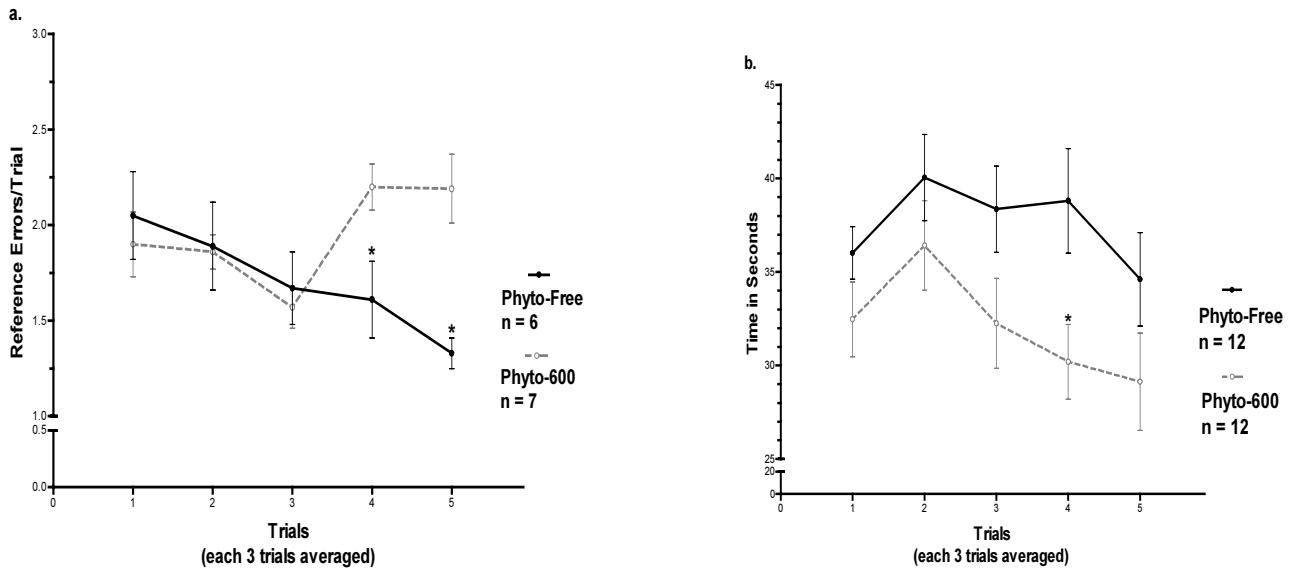 a.
3.0
2.5
2.0
1.5
1.0
0.5
0.0
Reference Errors/Trial
0 1 2 3 4 5
*
*
Trials
(each 3 trials averaged)
Phyto-Free
n = 6
Phyto-600
n = 7
b.
45
40
35
30
25
20
0
Time in Seconds
0 1 2 3 4 5
*
Trials
(each 3 trials averaged)
Phyto-Free
n = 12
Phyto-600
n = 12